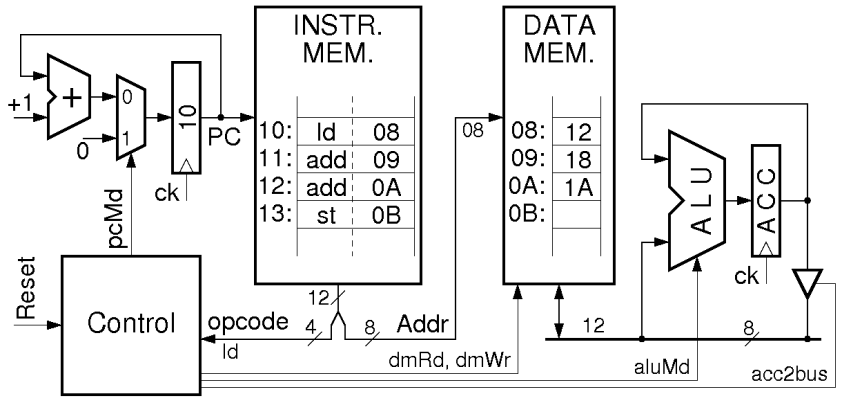 INSTR.
MEM.
DATA
MEM.
+1
+
0
1
0
10
PC
ck
pcMd
10: ld 08
11: add 09
12: add 0A
13: st 0B
08
08: 12
09: 18
0A: 1A
0B:
ALU
ACC
ck
Reset
Control
12
opcode
4
8
Addr
ld
12
8
dmRd, dmWr
aluMd
acc2bus